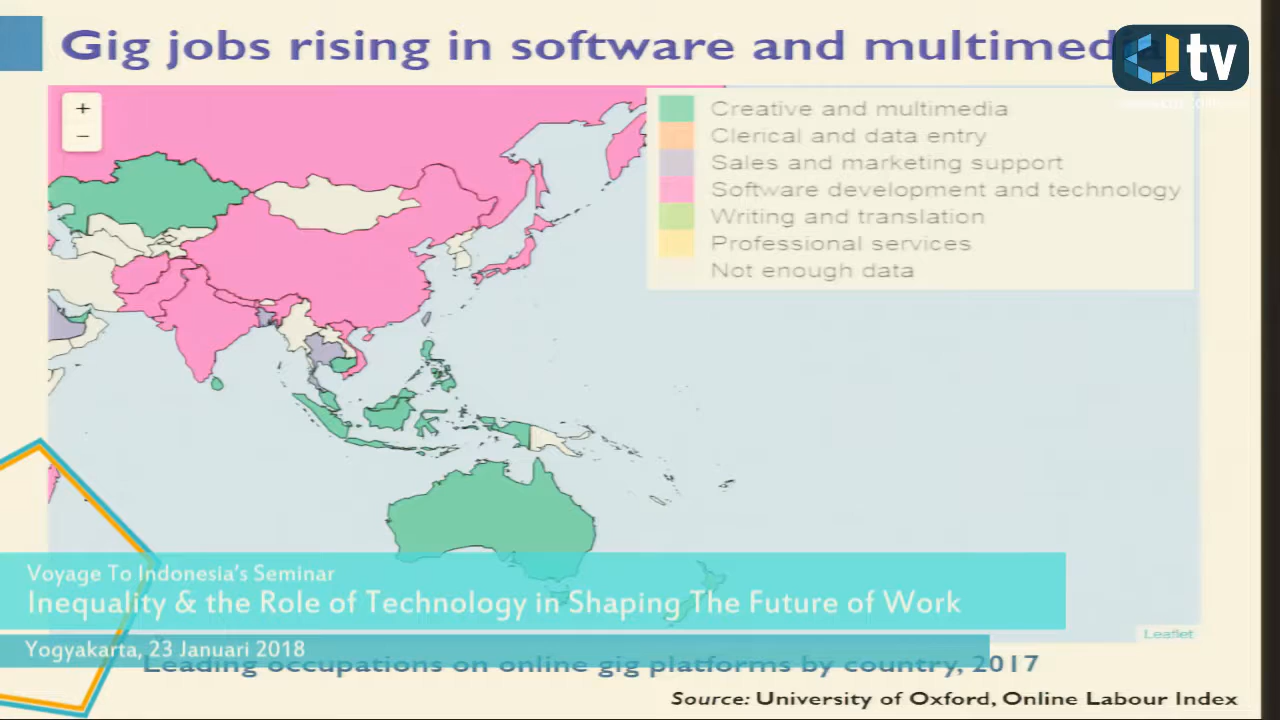 Gig jobs rising in software and multimedia
tv
+
−
Creative and multimedia
Clerical and data entry
Sales and marketing support
Software development and technology
Writing and translation
Professional services
Not enough data
Voyage To Indonesia's Seminar
Inequality & the Role of Technology in Shaping The Future of Work
Leaflet
Yogyakarta, 23 Januari 2018
Leading occupations on online gig platforms by country, 2017
Source: University of Oxford, Online Labour Index